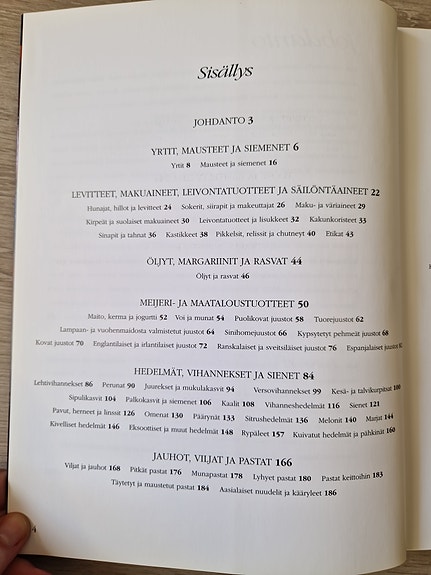 Sisällys
JOHDANTO 3
YRTIT, MAUSTEET JA SIEMENET 6
Yrtit 8 Mausteet ja siemenet 16
LEVITTEET, MAKUAINEET, LEIVONTATUOTTEET JA SÄILÖNTÄAINEET 22
Hunajat, hillot ja levitteet 24 Sokerit, siirapit ja makeuttajat 26 Maku- ja väriaineet 29
Kirpeät ja suolaiset makuaineet 30 Leivontatuotteet ja lisukkeet 32 Kakunkoristeet 33
Sinapit ja tahnat 36 Kastikkeet 38 Pikkelsit, relissit ja chutneyt 40 Etikat 43
ÖLJYT, MARGARIINIT JA RASVAT 44
Öljyt ja rasvat 46
MEIJERI- JA MAATALOUSTUOTTEET 50
Maito, kerma ja jogurtti 52 Voi ja munat 54 Puolikovat juustot 58 Tuorejuustot 62
Lampaan- ja vuohenmaidosta valmistetut juustot 64 Sinihomejuustot 66 Kypsytetyt pehmeät juustot 68
Kovat juustot 70 Englantilaiset ja irlantilaiset juustot 72 Ranskalaiset ja sveitsiläiset juustot 76 Espanjalaiset juustot
HEDELMÄT, VIHANNEKSET JA SIENET 84
Lehtivihannekset 86 Perunat 90 Juurekset ja mukulakasvit 94 Versovihannekset 99 Kesä- ja talvikurpitsat 100
Sipulikasvit 104 Palkokasvit ja siemenet 106 Kaalit 108 Vihanneshedelmät 116 Sienet 121
Pavut, herneet ja linssit 126 Omenat 130 Päärynät 133 Sitrushedelmät 136 Melonit 140 Marjat 144
Kivelliset hedelmät 146 Eksoottiset ja muut hedelmät 148 Rypäleet 157 Kuivatut hedelmät ja pähkinät 160
JAUHOT, VILJAT JA PASTAT 166
Viljat ja jauhot 168 Pitkät pastat 176 Munapastat 178 Lyhyet pastat 180 Pastat keittoihin 183
Täytetyt ja maustetut pastat 184 Aasialaiset nuudelit ja kääryleet 186